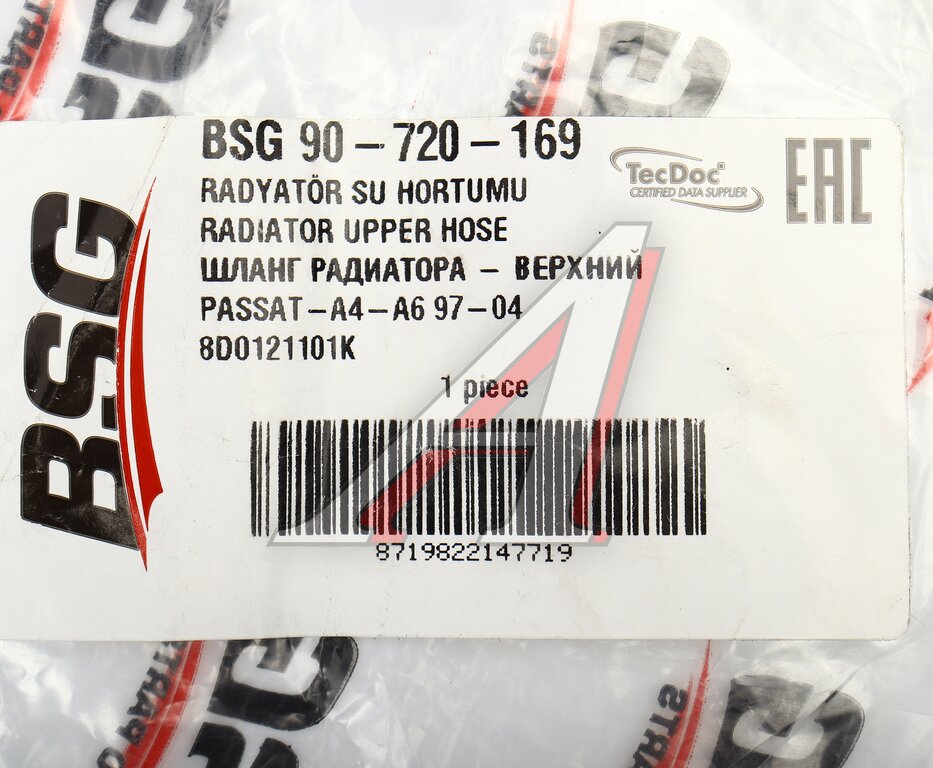 BSG 90-720-169
RADYATÖR SU HORTUMU
RADIATOR UPPER HOSE
ШЛАНГ РАДИАТОРА - ВЕРХНИЙ
PASSAT-A4-A6 97-04
8D0121101K
1 piece
8719822147719
TecDoc
CERTIFIED DATA SUPPLIER
EAC
BSG